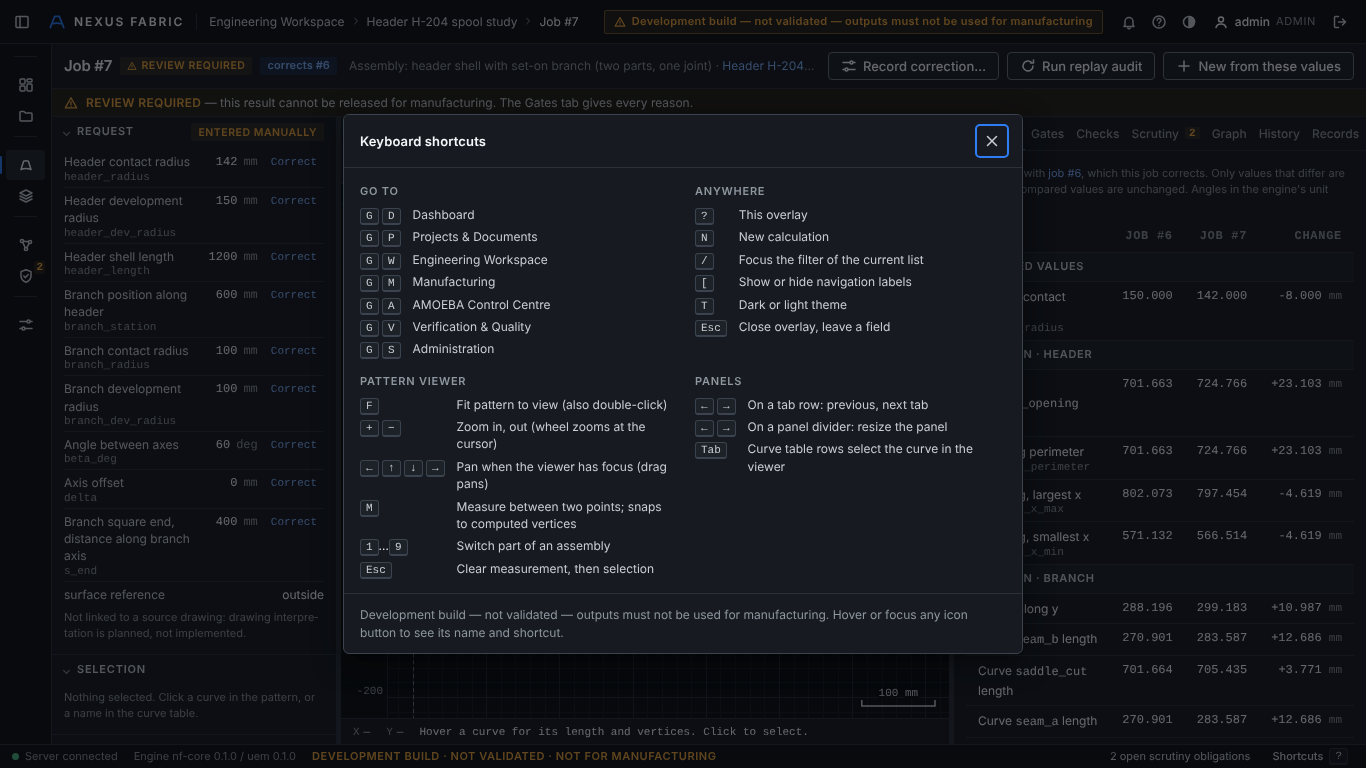 NEXUS FABRIC
Engineering Workspace › Header H-204 spool study › Job #7
Development build — not validated — outputs must not be used for manufacturing
admin ADMIN
Job #7
REVIEW REQUIRED
corrects #6
Assembly: header shell with set-on branch (two parts, one joint) · Header H-204...
Record correction...
Run replay audit
New from these values
REVIEW REQUIRED — this result cannot be released for manufacturing. The Gates tab gives every reason.
REQUEST
ENTERED MANUALLY
Header contact radius 142 mm Correct
header_radius
Header development 150 mm Correct
radius
header_dev_radius
Header shell length 1200 mm Correct
header_length
Branch position along 600 mm Correct
header
branch_station
Branch contact radius 100 mm Correct
branch_radius
Branch development 100 mm Correct
radius
branch_dev_radius
Angle between axes 60 deg Correct
beta_deg
Axis offset 0 mm Correct
delta
Branch square end, 400 mm Correct
distance along branch
axis
s_end
surface reference outside
Not linked to a source drawing: drawing interpre-
tation is planned, not implemented.
SELECTION
Nothing selected. Click a curve in the pattern, or
a name in the curve table.
2
Keyboard shortcuts
GO TO
G D Dashboard
G P Projects & Documents
G W Engineering Workspace
G M Manufacturing
G A AMOEBA Control Centre
G V Verification & Quality
G S Administration
ANYWHERE
? This overlay
N New calculation
/ Focus the filter of the current list
[ Show or hide navigation labels
T Dark or light theme
Esc Close overlay, leave a field
PATTERN VIEWER
F Fit pattern to view (also double-click)
+ − Zoom in, out (wheel zooms at the
cursor)
← ↑ ↓ → Pan when the viewer has focus (drag
pans)
M Measure between two points; snaps
to computed vertices
1…9 Switch part of an assembly
Esc Clear measurement, then selection
PANELS
← → On a tab row: previous, next tab
← → On a panel divider: resize the panel
Tab Curve table rows select the curve in the
viewer
Development build — not validated — outputs must not be used for manufacturing. Hover or focus any icon
button to see its name and shortcut.
-200
100 mm
X — Y — Hover a curve for its length and vertices. Click to select.
Gates Checks Scrutiny 2 Graph History Records
with job #6, which this job corrects. Only values that differ are
ompared values are unchanged. Angles in the engine's unit
JOB #6 JOB #7 CHANGE
D VALUES
contact 150.000 142.000 -8.000 mm
radius
N · HEADER
701.663 724.766 +23.103 mm
_opening
g perimeter 701.663 724.766 +23.103 mm
_perimeter
g, largest x 802.073 797.454 -4.619 mm
_x_max
g, smallest x 571.132 566.514 -4.619 mm
_x_min
N · BRANCH
long y 288.196 299.183 +10.987 mm
eam_b length 270.901 283.587 +12.686 mm
Curve saddle_cut 701.664 705.435 +3.771 mm
length
Curve seam_a length 270.901 283.587 +12.686 mm
Server connected
Engine nf-core 0.1.0 / uem 0.1.0
DEVELOPMENT BUILD · NOT VALIDATED · NOT FOR MANUFACTURING
2 open scrutiny obligations
Shortcuts ?